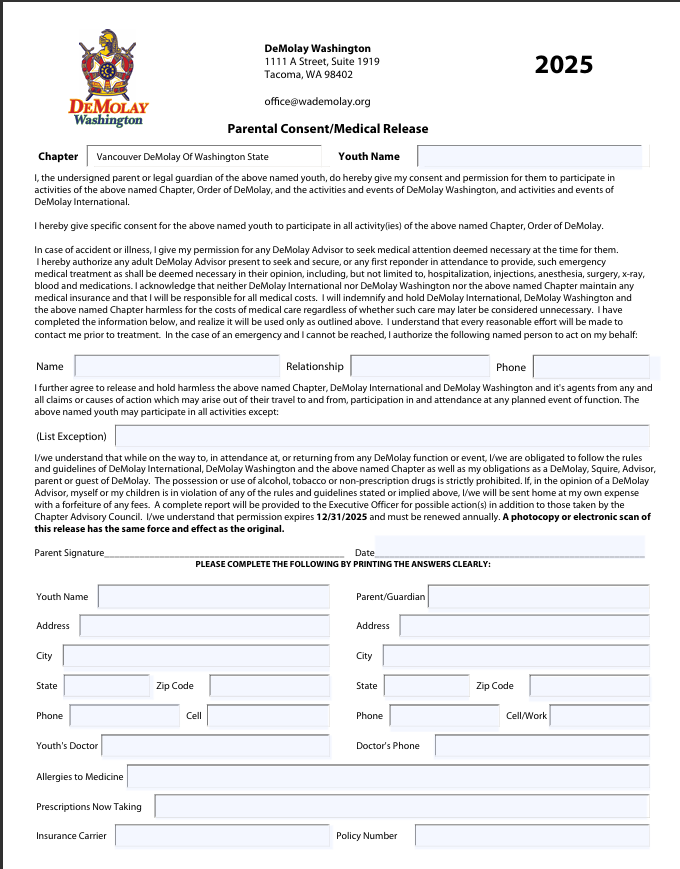 DEMOLAY
Washington
DeMolay Washington
1111 A Street, Suite 1919
Tacoma, WA 98402
office@wademolay.org
2025
Parental Consent/Medical Release
Chapter Vancouver DeMolay Of Washington State Youth Name
I, the undersigned parent or legal guardian of the above named youth, do hereby give my consent and permission for them to participate in
activities of the above named Chapter, Order of DeMolay, and the activities and events of DeMolay Washington, and activities and events of
DeMolay International.
I hereby give specific consent for the above named youth to participate in all activity(ies) of the above named Chapter, Order of DeMolay.
In case of accident or illness, I give my permission for any DeMolay Advisor to seek medical attention deemed necessary at the time for them.
I hereby authorize any adult DeMolay Advisor present to seek and secure, or any first reponder in attendance to provide, such emergency
medical treatment as shall be deemed necessary in their opinion, including, but not limited to, hospitalization, injections, anesthesia, surgery, x-ray,
blood and medications. I acknowledge that neither DeMolay International nor DeMolay Washington nor the above named Chapter maintain any
medical insurance and that I will be responsible for all medical costs. I will indemnify and hold DeMolay International, DeMolay Washington and
the above named Chapter harmless for the costs of medical care regardless of whether such care may later be considered unnecessary. I have
completed the information below, and realize it will be used only as outlined above. I understand that every reasonable effort will be made to
contact me prior to treatment. In the case of an emergency and I cannot be reached, I authorize the following named person to act on my behalf:
Name Relationship Phone
I further agree to release and hold harmless the above named Chapter, DeMolay International and DeMolay Washington and it's agents from any and
all claims or causes of action which may arise out of their travel to and from, participation in and attendance at any planned event of function. The
above named youth may participate in all activities except:
(List Exception)
I/we understand that while on the way to, in attendance at, or returning from any DeMolay function or event, I/we are obligated to follow the rules
and guidelines of DeMolay International, DeMolay Washington and the above named Chapter as well as my obligations as a DeMolay, Squire, Advisor,
parent or guest of DeMolay. The possession or use of alcohol, tobacco or non-prescription drugs is strictly prohibited. If, in the opinion of a DeMolay
Advisor, myself or my children is in violation of any of the rules and guidelines stated or implied above, I/we will be sent home at my own expense
with a forfeiture of any fees. A complete report will be provided to the Executive Officer for possible action(s) in addition to those taken by the
Chapter Advisory Council. I/we understand that permission expires 12/31/2025 and must be renewed annually. A photocopy or electronic scan of
this release has the same force and effect as the original.
Parent Signature Date
PLEASE COMPLETE THE FOLLOWING BY PRINTING THE ANSWERS CLEARLY:
Youth Name Parent/Guardian
Address Address
City City
State Zip Code State Zip Code
Phone Cell Phone Cell/Work
Youth's Doctor Doctor's Phone
Allergies to Medicine
Prescriptions Now Taking
Insurance Carrier Policy Number